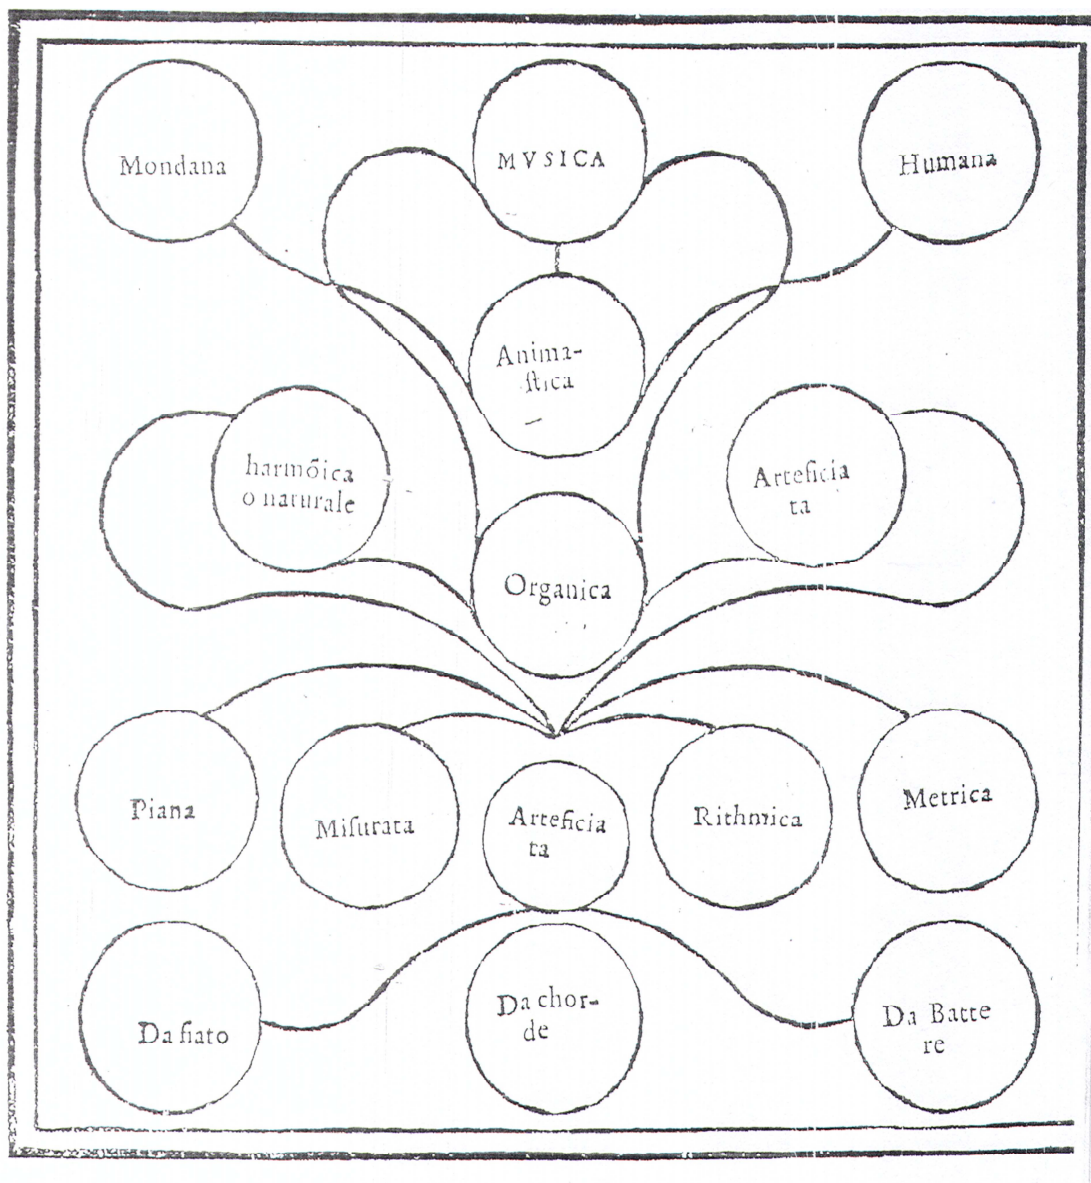 Mondana
MVSICA
Humana
Anima-
ſtica
harmõica
o naturale
Arteficia
ta
Organica
Piana
Miſurata
Arteficia
ta
Rithmica
Metrica
Da fiato
Da chor-
de
Da Batte
re